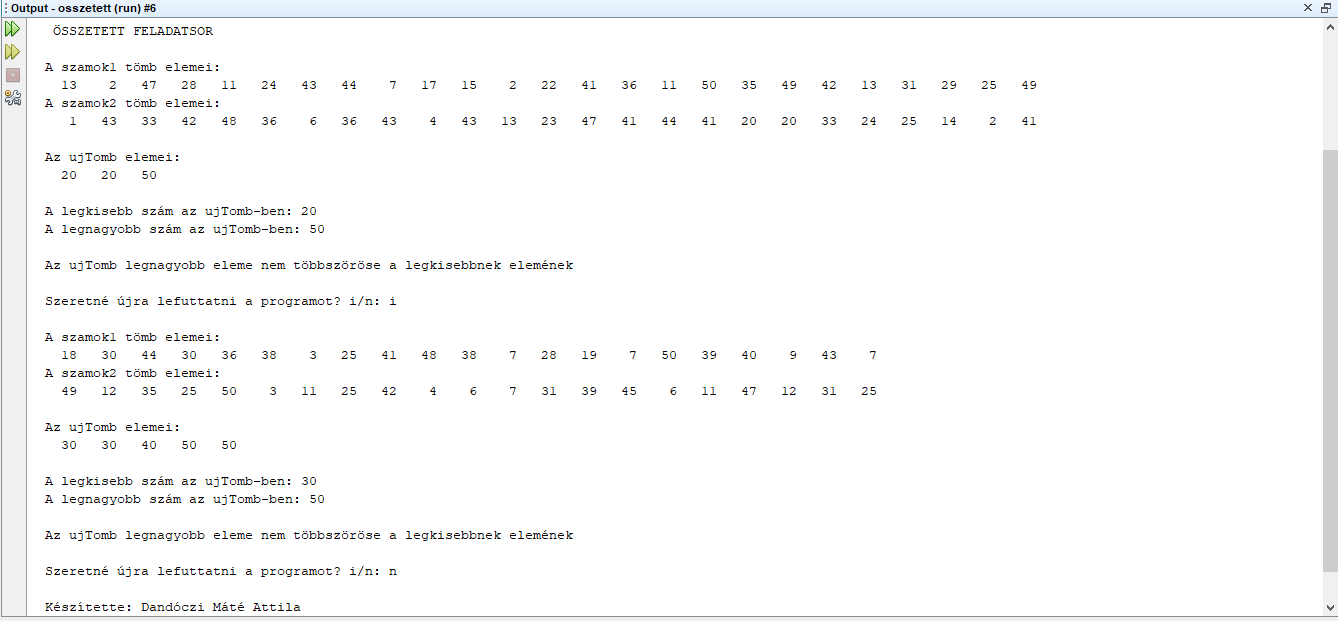 Output - osszetett (run) #6
ÖSSZETETT FELADATSOR
A szamok1 tömb elemei:
13 2 47 28 11 24 43 44 7 17 15 2 22 41 36 11 50 35 49 42 13 31 29 25 49
A szamok2 tömb elemei:
1 43 33 42 48 36 6 36 43 4 43 13 23 47 41 44 41 20 20 33 24 25 14 2 41
Az ujTomb elemei:
20 20 50
A legkisebb szám az ujTomb-ben: 20
A legnagyobb szám az ujTomb-ben: 50
Az ujTomb legnagyobb eleme nem többszöröse a legkisebbnek elemének
Szeretné újra lefuttatni a programot? i/n: i
A szamok1 tömb elemei:
18 30 44 30 36 38 3 25 41 48 38 7 28 19 7 50 39 40 9 43 7
A szamok2 tömb elemei:
49 12 35 25 50 3 11 25 42 4 6 7 31 39 45 6 11 47 12 31 25
Az ujTomb elemei:
30 30 40 50 50
A legkisebb szám az ujTomb-ben: 30
A legnagyobb szám az ujTomb-ben: 50
Az ujTomb legnagyobb eleme nem többszöröse a legkisebbnek elemének
Szeretné újra lefuttatni a programot? i/n: n
Készítette: Dandóczi Máté Attila